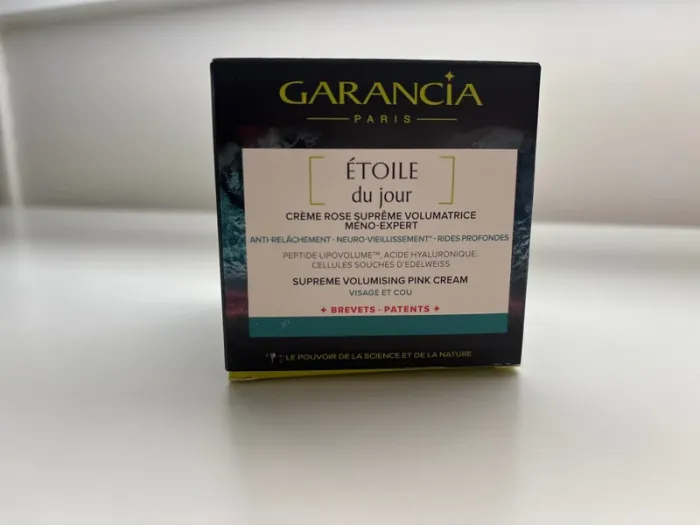 GARANCIA
PARIS
ÉTOILE
du jour
CRÈME ROSE SUPRÊME VOLUMATRICE
MÉNO-EXPERT
ANTI-RELÂCHEMENT · NEURO-VIEILLISSEMENT* · RIDES PROFONDES
PEPTIDE LIPOVOLUME™, ACIDE HYALURONIQUE,
CELLULES SOUCHES D'EDELWEISS
SUPREME VOLUMISING PINK CREAM
VISAGE ET COU
+ BREVETS · PATENTS +
LE POUVOIR DE LA SCIENCE ET DE LA NATURE